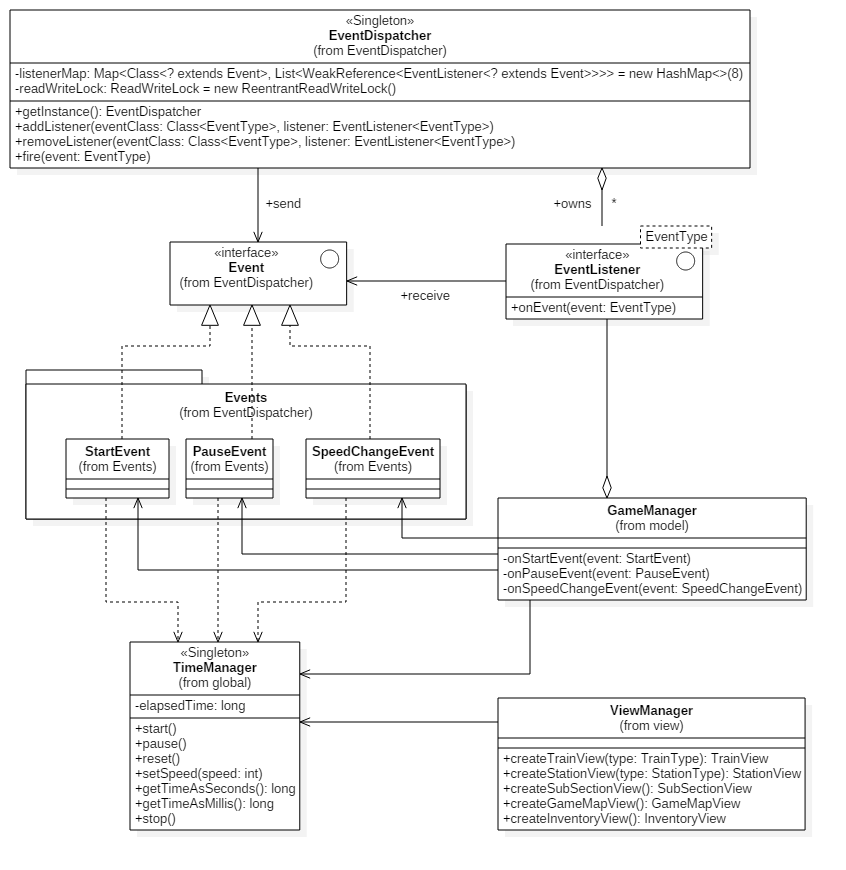 «Singleton»
EventDispatcher
(from EventDispatcher)
-listenerMap: Map<Class<? extends Event>, List<WeakReference<EventListener<? extends Event>>>> = new HashMap<>(8)
-readWriteLock: ReadWriteLock = new ReentrantReadWriteLock()
+getInstance(): EventDispatcher
+addListener(eventClass: Class<EventType>, listener: EventListener<EventType>)
+removeListener(eventClass: Class<EventType>, listener: EventListener<EventType>)
+fire(event: EventType)
+send
+owns
*
«interface»
Event
(from EventDispatcher)
EventType
«interface»
EventListener
(from EventDispatcher)
+onEvent(event: EventType)
+receive
Events
(from EventDispatcher)
StartEvent
(from Events)
PauseEvent
(from Events)
SpeedChangeEvent
(from Events)
GameManager
(from model)
-onStartEvent(event: StartEvent)
-onPauseEvent(event: PauseEvent)
-onSpeedChangeEvent(event: SpeedChangeEvent)
«Singleton»
TimeManager
(from global)
-elapsedTime: long
+start()
+pause()
+reset()
+setSpeed(speed: int)
+getTimeAsSeconds(): long
+getTimeAsMillis(): long
+stop()
ViewManager
(from view)
+createTrainView(type: TrainType): TrainView
+createStationView(type: StationType): StationView
+createSubSectionView(): SubSectionView
+createGameMapView(): GameMapView
+createInventoryView(): InventoryView